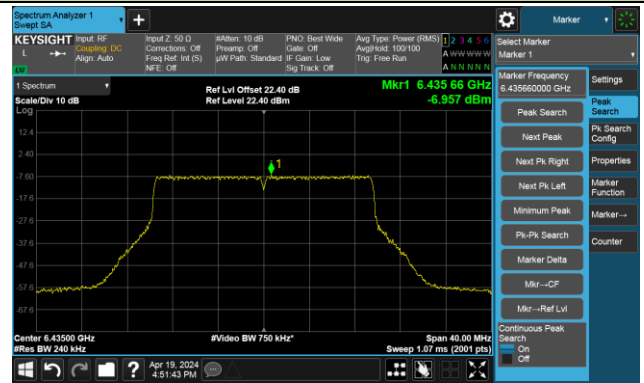 Spectrum Analyzer 1
Swept SA
+
Marker
KEYSIGHT
L
Input: RF
Coupling: DC
Align: Auto
Input Z: 50 Ω
Corrections: Off
Freq Ref: Int (S)
NFE: Off
#Atten: 10 dB
Preamp: Off
µW Path: Standard
PNO: Best Wide
Gate: Off
IF Gain: Low
Sig Track: Off
Avg Type: Power (RMS)
Avg|Hold: 100/100
Trig: Free Run
1 2 3 4 5 6
A W W W W W
A N N N N N
LW
Select Marker
Marker 1
1 Spectrum
Scale/Div 10 dB
Log
Ref Lvl Offset 22.40 dB
Ref Level 22.40 dBm
Mkr1 6.435 66 GHz
-6.957 dBm
12.4
2.40
-7.60
-17.6
-27.6
-37.6
-47.6
-57.6
-67.6
1
Center 6.43500 GHz
#Res BW 240 kHz
#Video BW 750 kHz*
Span 40.00 MHz
Sweep 1.07 ms (2001 pts)
Marker Frequency
6.435660000 GHz
Peak Search
Next Peak
Next Pk Right
Next Pk Left
Minimum Peak
Pk-Pk Search
Marker Delta
Mkr→CF
Mkr→Ref Lvl
Continuous Peak
Search
On
Off
Settings
Peak
Search
Pk Search
Config
Properties
Marker
Function
Marker→
Counter
?
Apr 19, 2024
4:51:43 PM